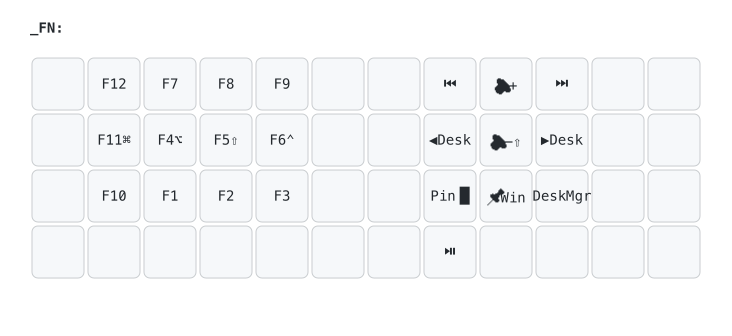 _FN:
F12 F7 F8 F9 ⏮ + ⏭
F11⌘ F4⌥ F5⇧ F6^ ◀Desk −⇧ ▶Desk
F10 F1 F2 F3 Pin█ 📌Win DeskMgr
⏯